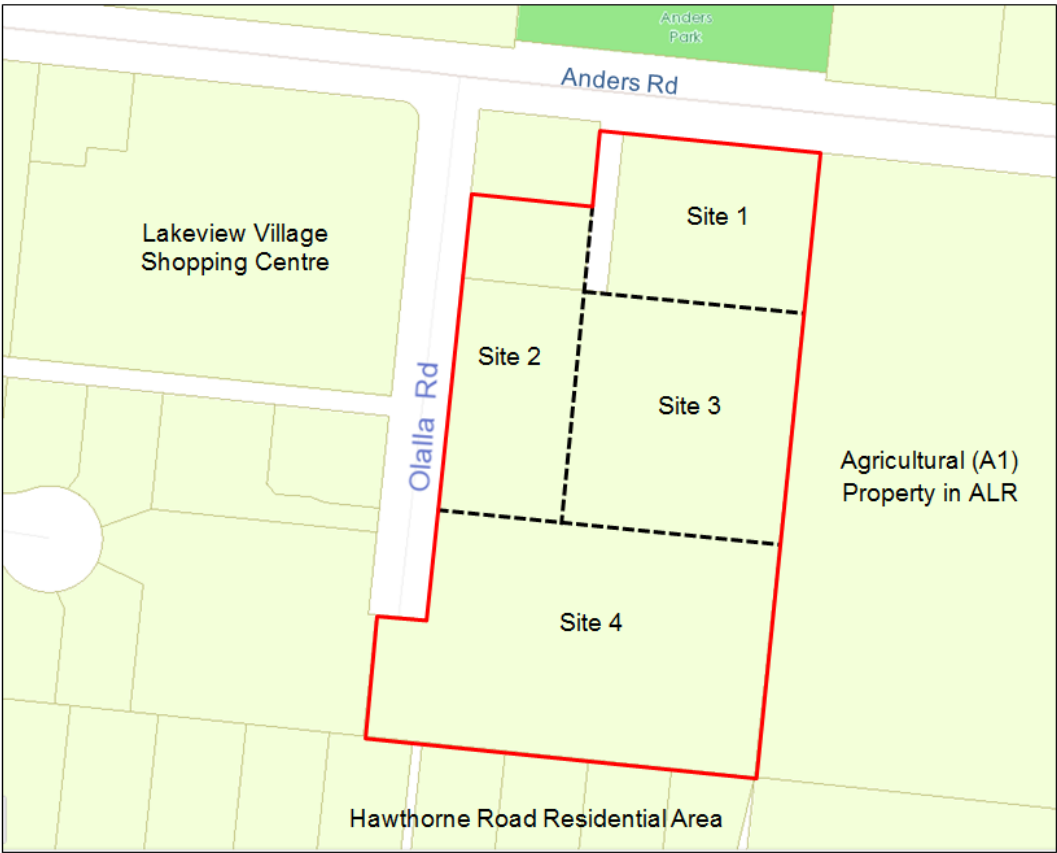 Anders
Park
Anders Rd
Site 1
Lakeview Village
Shopping Centre
Site 2
Olalla Rd
Site 3
Agricultural (A1)
Property in ALR
Site 4
Hawthorne Road Residential Area